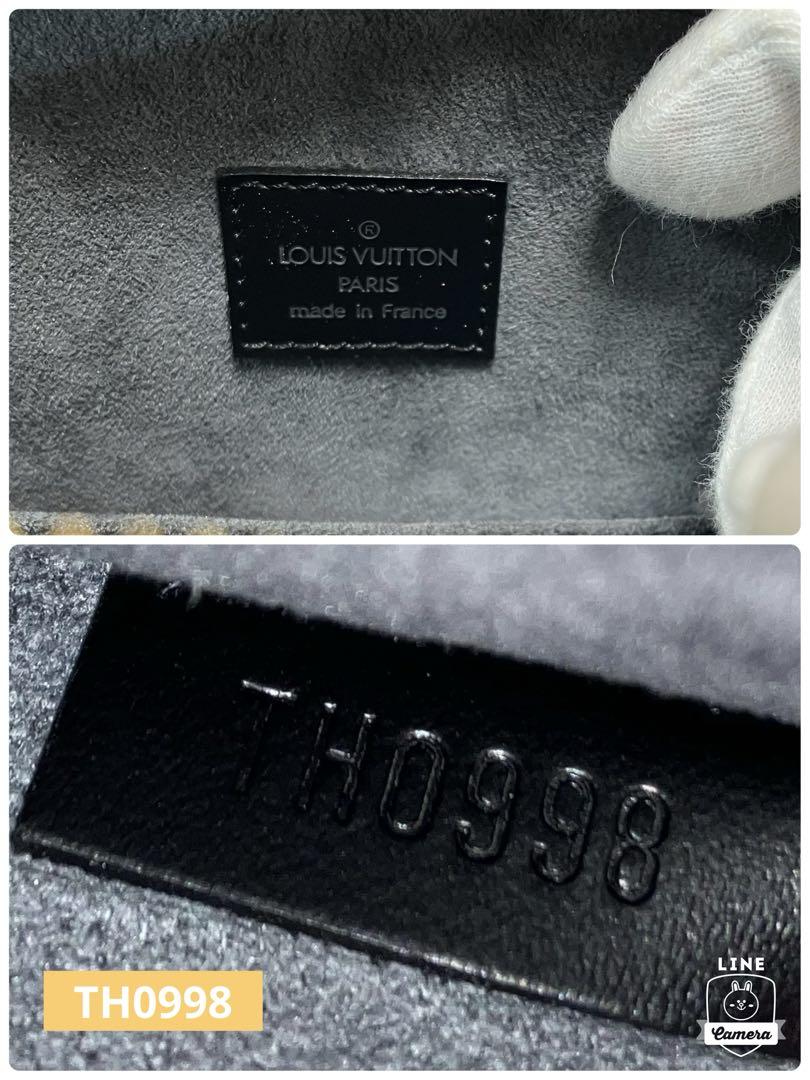 ®
LOUIS VUITTON
PARIS
made in France
TH0998
TH0998
LINE
Camera